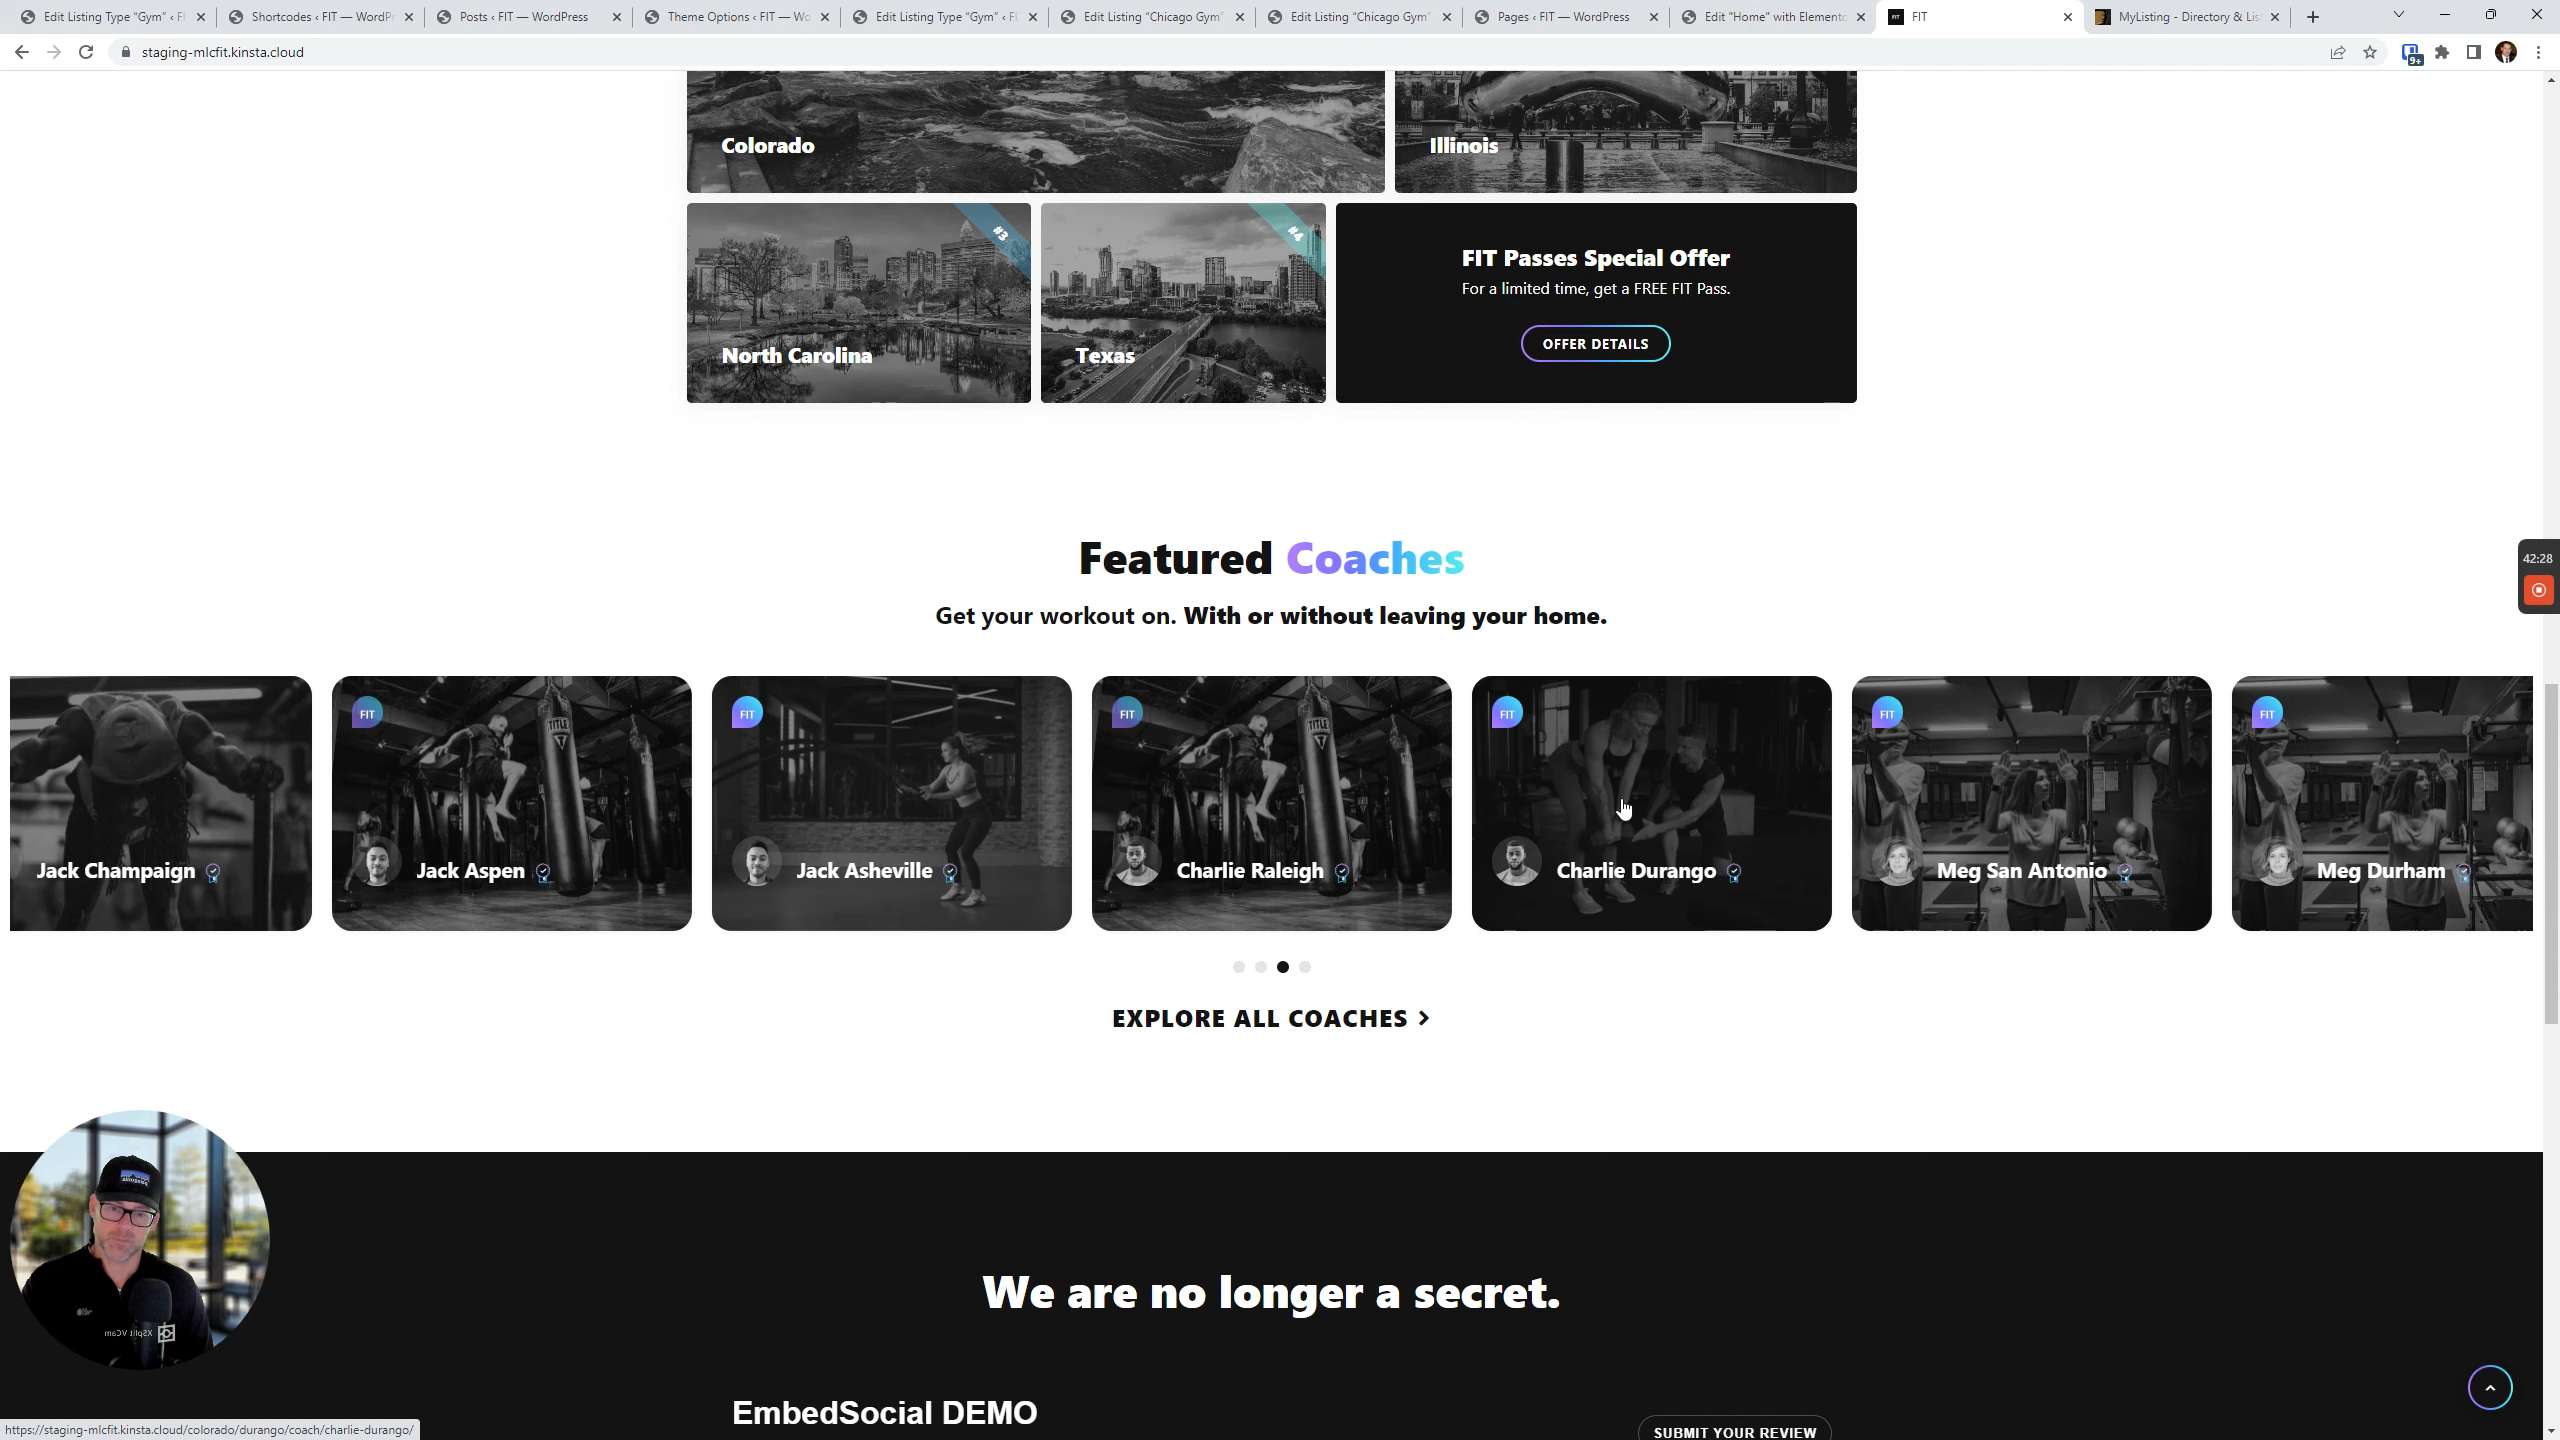 Edit Listing Type "Gym" ‹ FI
Shortcodes ‹ FIT — WordPr
Posts ‹ FIT — WordPress
Theme Options ‹ FIT — Wo
Edit Listing Type "Gym" ‹ FI
Edit Listing "Chicago Gym"
Edit Listing "Chicago Gym"
Pages ‹ FIT — WordPress
Edit "Home" with Elemento
FIT
MyListing - Directory & Lis
staging-mlcfit.kinsta.cloud
9+
Colorado
Illinois
#3
#4
North Carolina
Texas
FIT Passes Special Offer
For a limited time, get a FREE FIT Pass.
OFFER DETAILS
Featured Coaches
Get your workout on. With or without leaving your home.
42:28
FIT
FIT
FIT
FIT
FIT
FIT
TITLE
TITLE
Jack Champaign
Jack Aspen
Jack Asheville
Charlie Raleigh
Charlie Durango
Meg San Antonio
Meg Durham
EXPLORE ALL COACHES
We are no longer a secret.
XSplit VCam
EmbedSocial DEMO
SUBMIT YOUR REVIEW
https://staging-mlcfit.kinsta.cloud/colorado/durango/coach/charlie-durango/